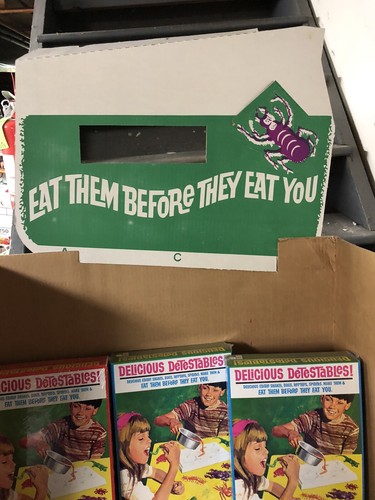 EAT THEM BEFORE THEY EAT YOU
C
DELICIOUS DETESTABLES!
EAT THEM BEFORE THEY EAT YOU.
DELICIOUS DETESTABLES!
EAT THEM BEFORE THEY EAT YOU.
DELICIOUS DETESTABLES!
EAT THEM BEFORE THEY EAT YOU.